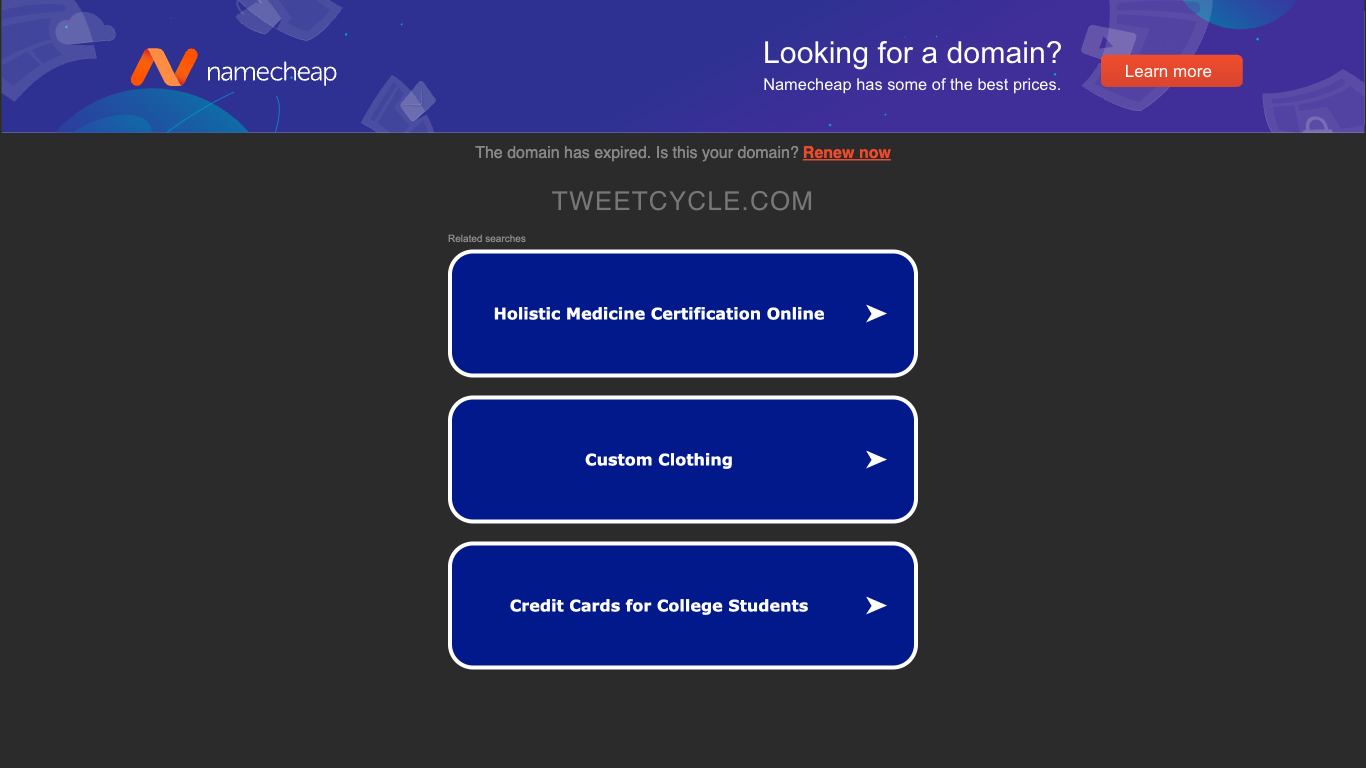 namecheap
Looking for a domain?
Namecheap has some of the best prices.
Learn more
The domain has expired. Is this your domain? Renew now
TWEETCYCLE.COM
Related searches
Holistic Medicine Certification Online
Custom Clothing
Credit Cards for College Students